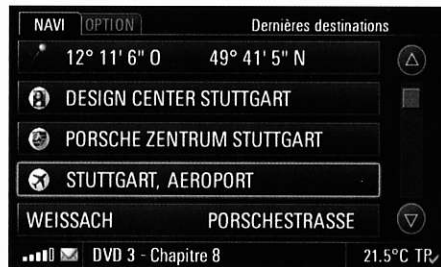 NAVI OPTION Dernières destinations
12° 11' 6" O 49° 41' 5" N
DESIGN CENTER STUTTGART
PORSCHE ZENTRUM STUTTGART
STUTTGART, AEROPORT
WEISSACH PORSCHESTRASSE
DVD 3 - Chapitre 8 21.5°C TP